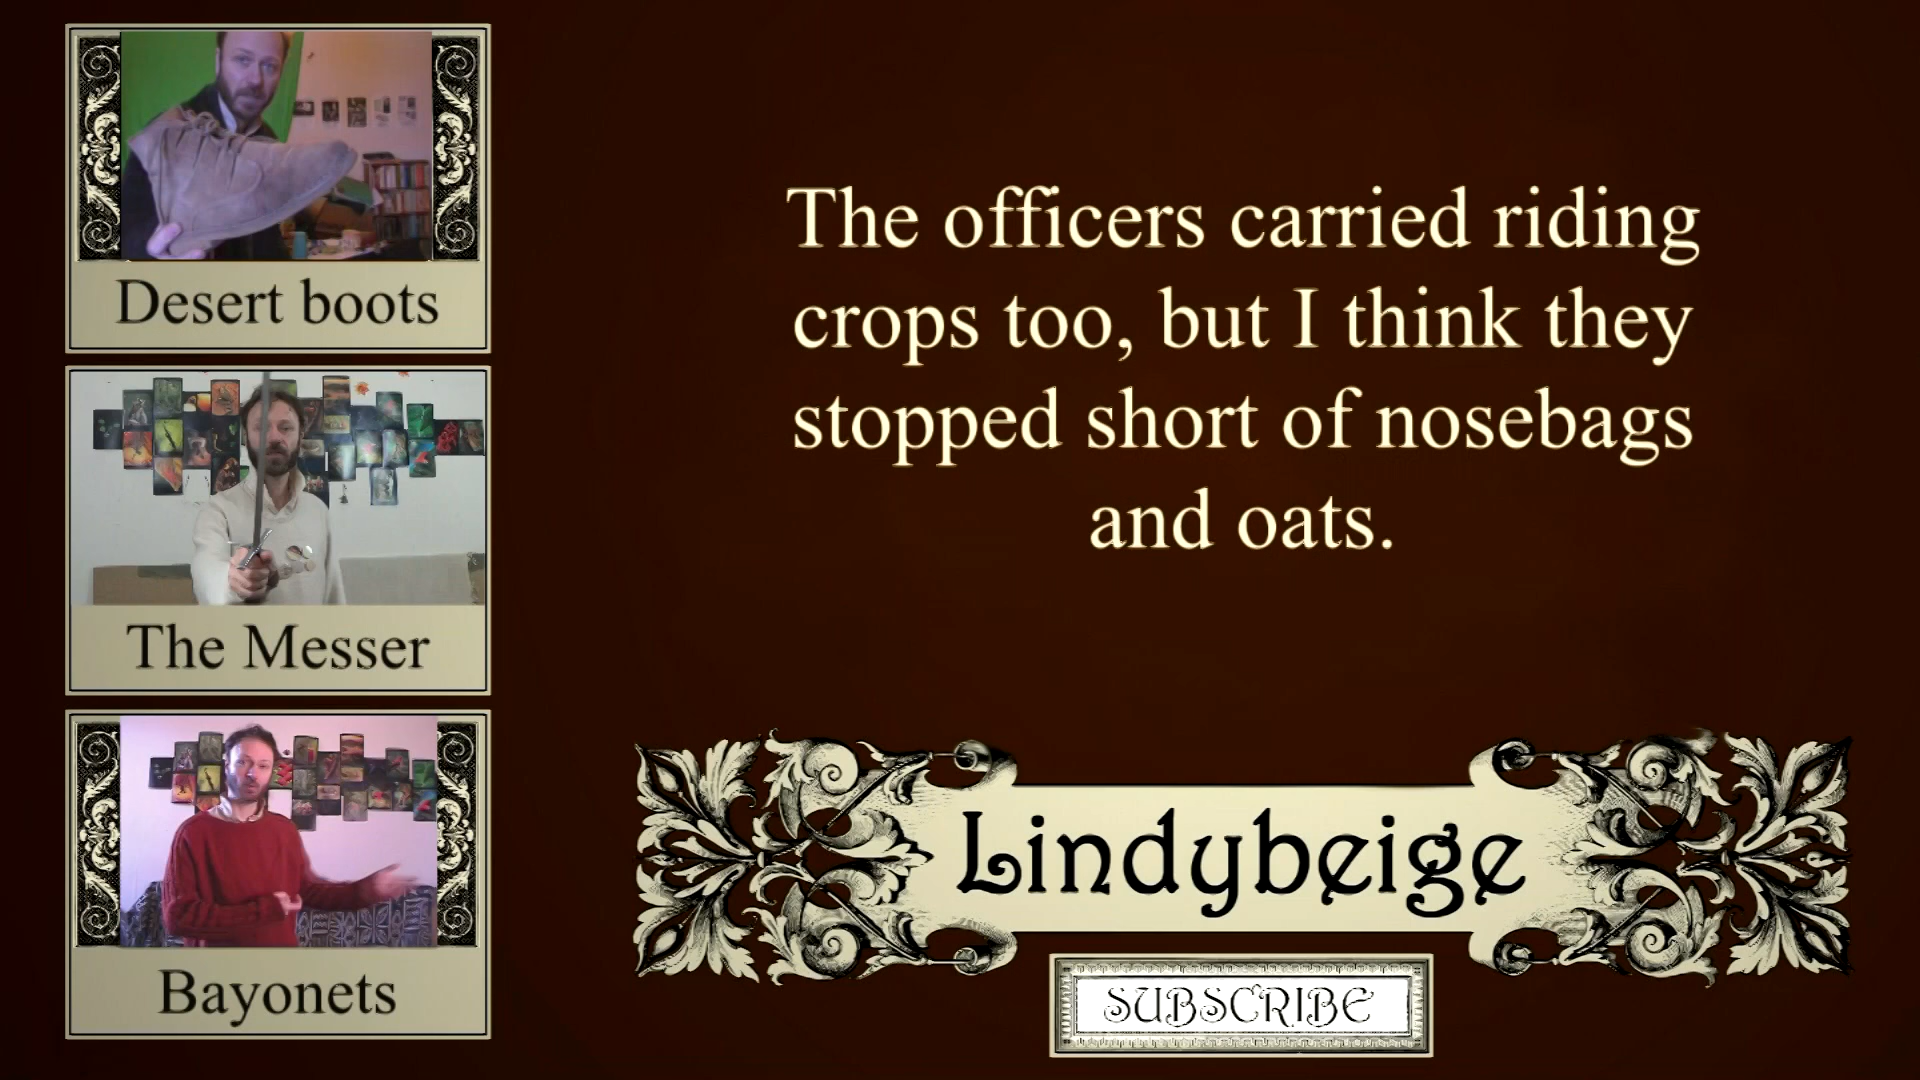 Desert boots
The Messer
Bayonets
The officers carried riding
crops too, but I think they
stopped short of nosebags
and oats.
Lindybeige
SUBSCRIBE